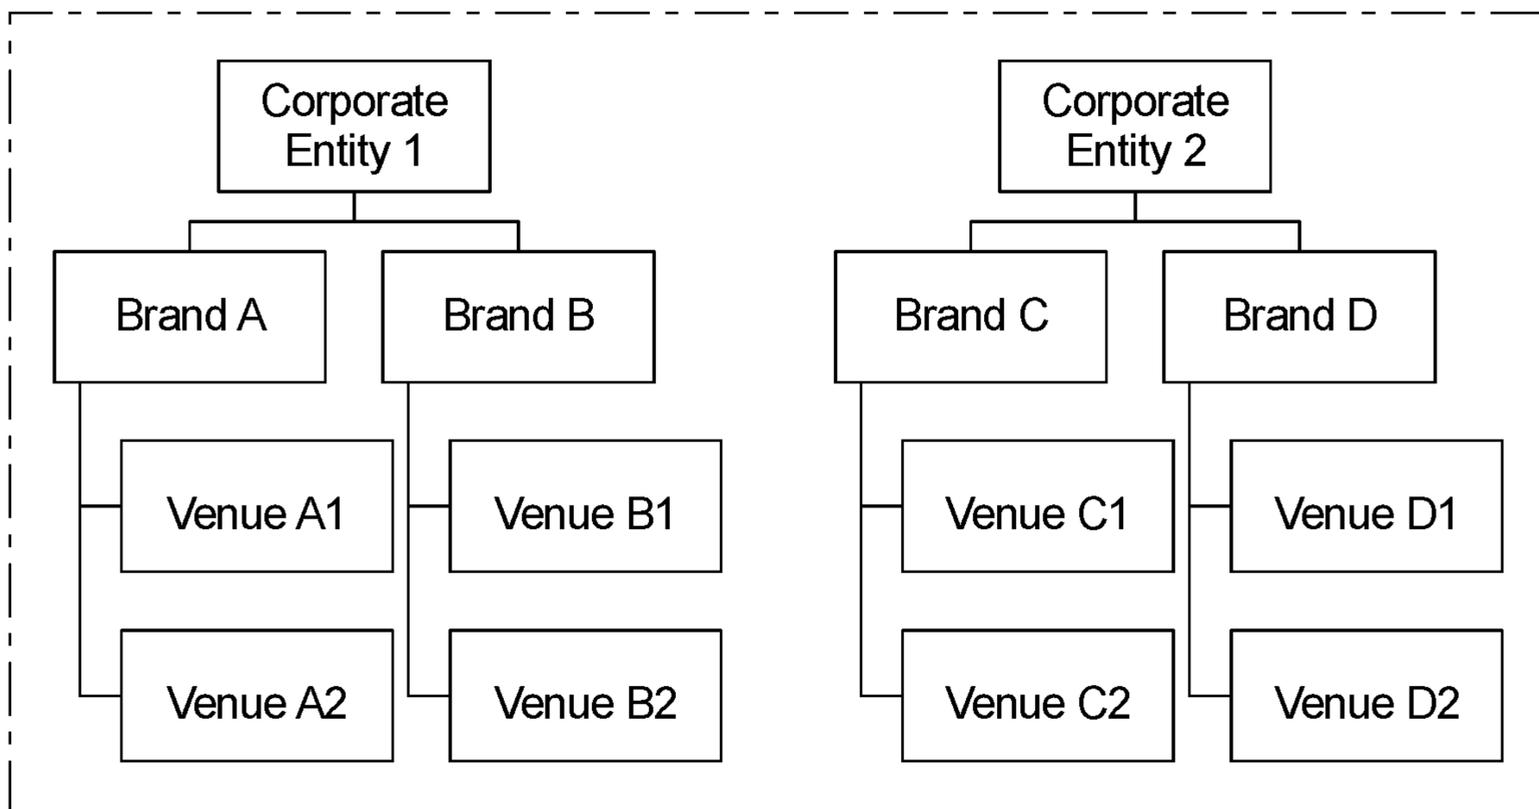 Corporate
Entity 1
Corporate
Entity 2
Brand A
Brand B
Brand C
Brand D
Venue A1
Venue B1
Venue C1
Venue D1
Venue A2
Venue B2
Venue C2
Venue D2